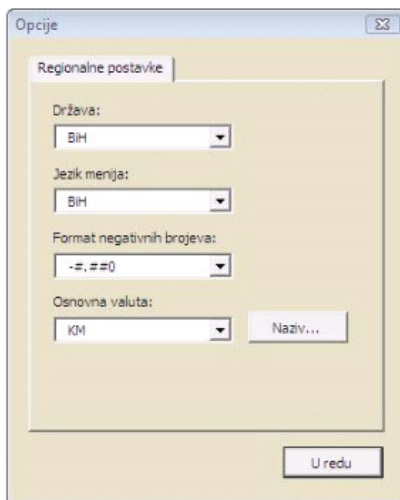 Opcije
Regionalne postavke
Država:
BiH
Jezik menija:
BiH
Format negativnih brojeva:
-#.##0
Osnovna valuta:
KM
Naziv...
U redu